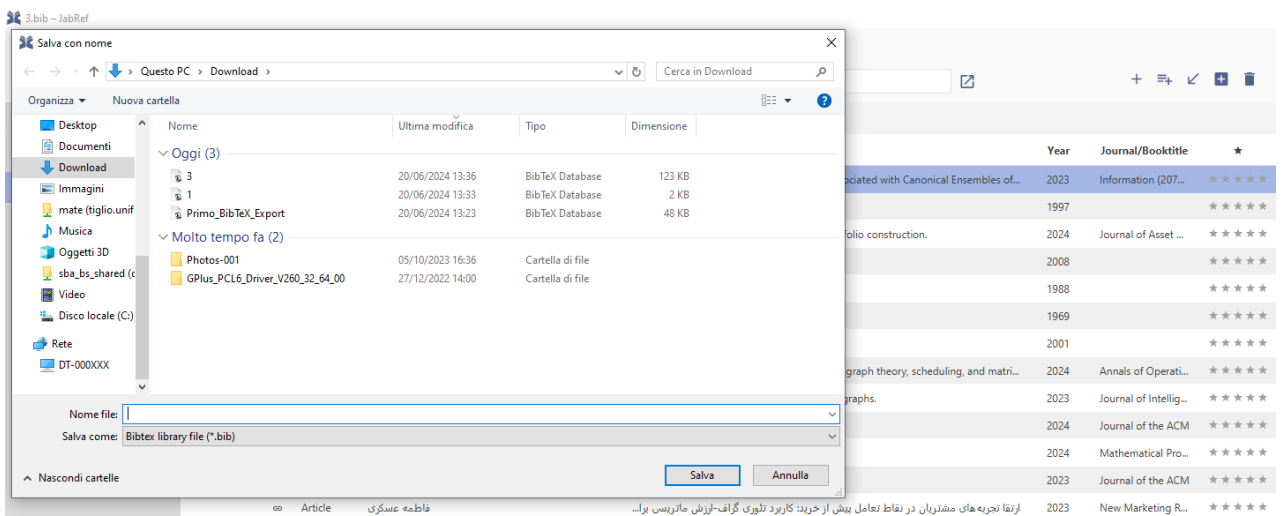 3.bib – JabRef
Salva con nome
Questo PC › Download ›
Cerca in Download
Organizza
Nuova cartella
Desktop
Documenti
Download
Immagini
mate (tiglio.unif
Musica
Oggetti 3D
sba_bs_shared (c
Video
Disco locale (C:)
Rete
DT-000XXX
Nome Ultima modifica Tipo Dimensione
Oggi (3)
3 20/06/2024 13:36 BibTeX Database 123 KB
1 20/06/2024 13:33 BibTeX Database 2 KB
Primo_BibTeX_Export 20/06/2024 13:23 BibTeX Database 48 KB
Molto tempo fa (2)
Photos-001 05/10/2023 16:36 Cartella di file
GPlus_PCL6_Driver_V260_32_64_00 27/12/2022 14:00 Cartella di file
Nome file:
Salva come: Bibtex library file (*.bib)
Nascondi cartelle
Salva
Annulla
Year Journal/Booktitle
ociated with Canonical Ensembles of... 2023 Information (207...
1997
folio construction. 2024 Journal of Asset ...
2008
1988
1969
2001
graph theory, scheduling, and matri... 2024 Annals of Operati...
graphs. 2023 Journal of Intellig...
2024 Journal of the ACM
2024 Mathematical Pro...
2023 Journal of the ACM
Article فاطمه عسکری ارتقا تجربه‌های مشتریان در نقاط تعامل پیش از خرید: کاربرد تئوری گراف-ارزش ماتریسی برا... 2023 New Marketing R...